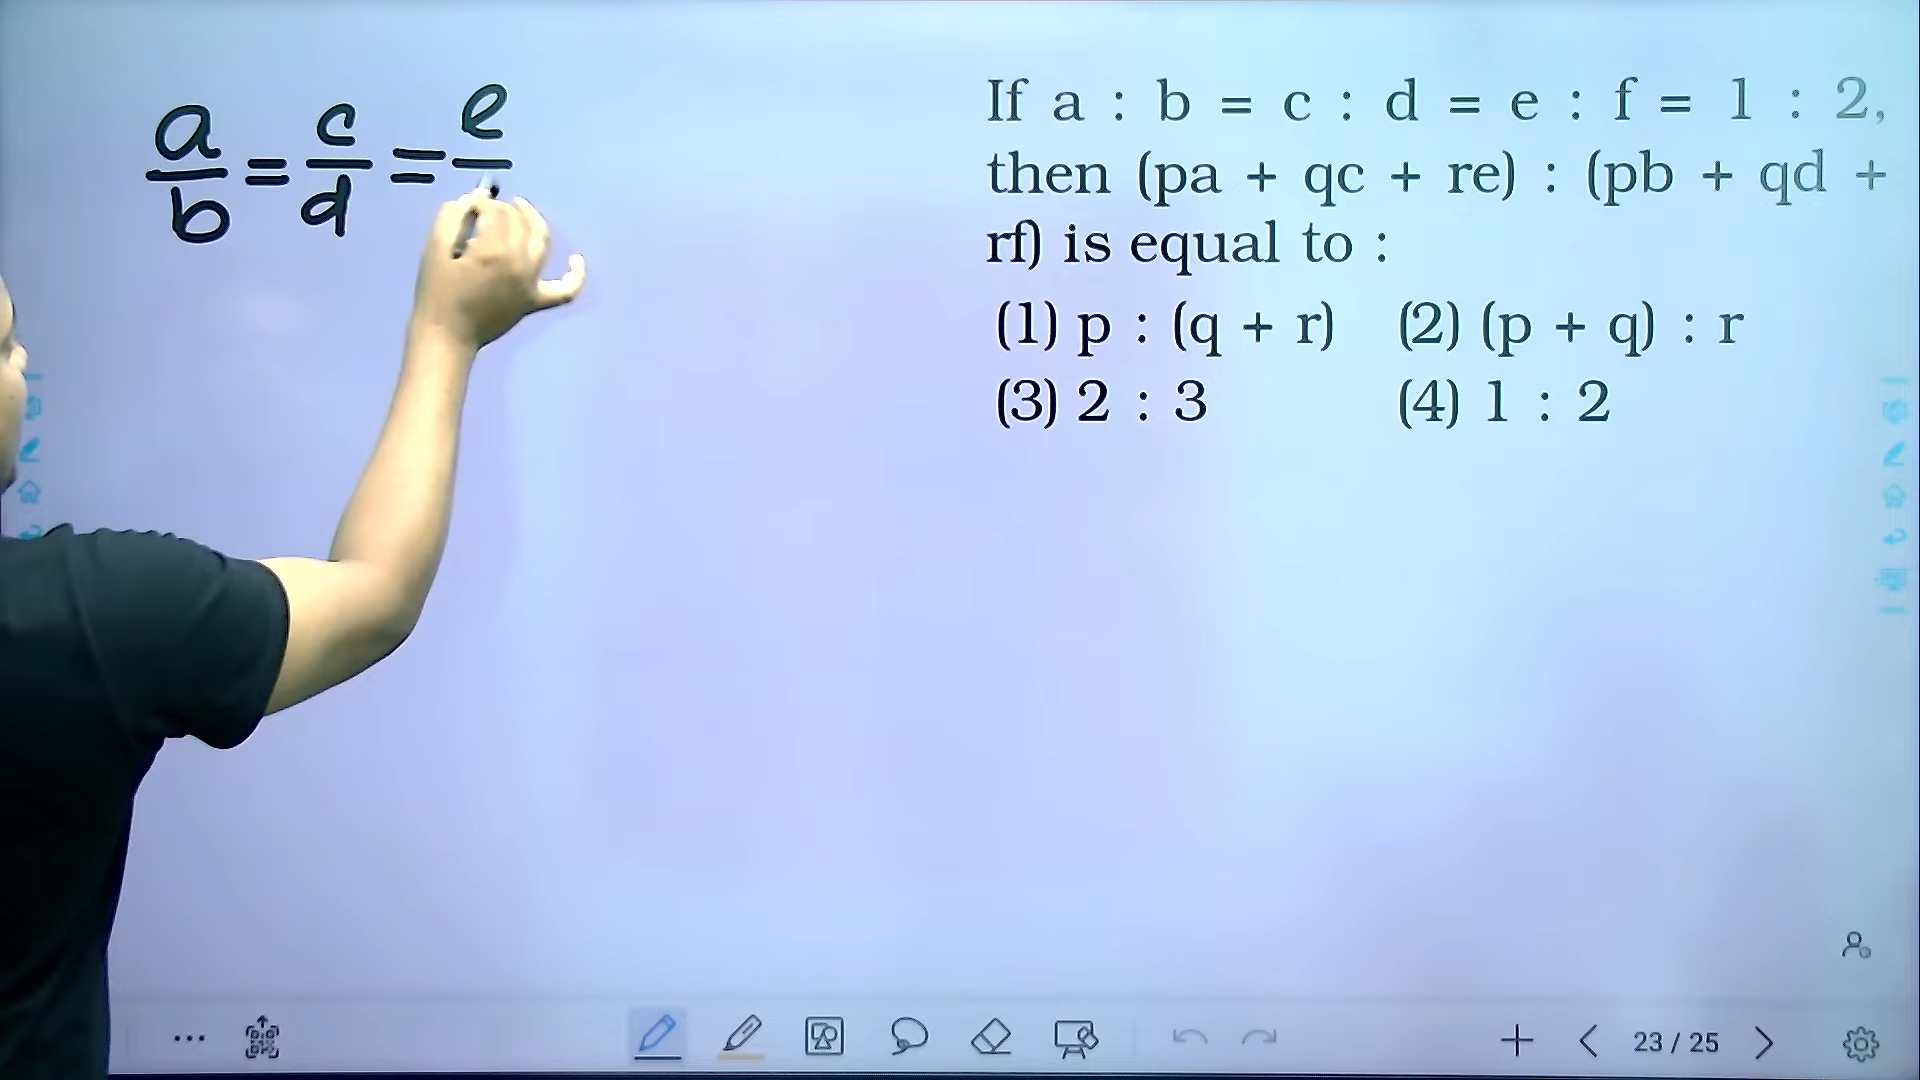 a/b = c/d = e/
If a : b = c : d = e : f = 1 : 2,
then (pa + qc + re) : (pb + qd +
rf) is equal to :
(1) p : (q + r) (2) (p + q) : r
(3) 2 : 3 (4) 1 : 2
23 / 25